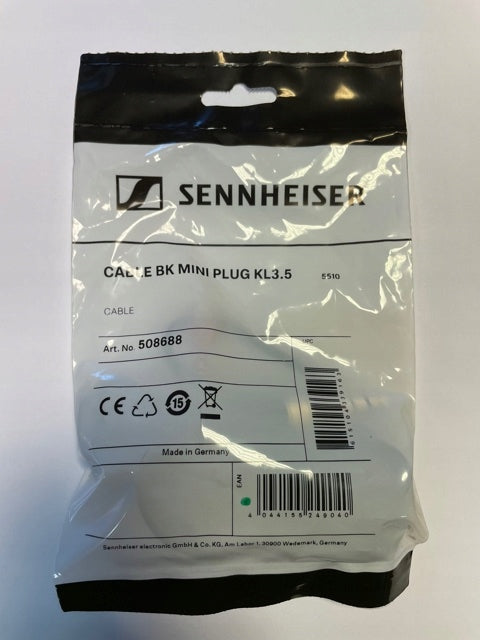 SENNHEISER
CABLE BK MINI PLUG KL3.5 5510
CABLE
Art. No. 508688
UPC
CE 15
Made in Germany
EAN
4 044155 249040
Sennheiser electronic GmbH & Co. KG, Am Labor 1, 30900 Wedemark, Germany